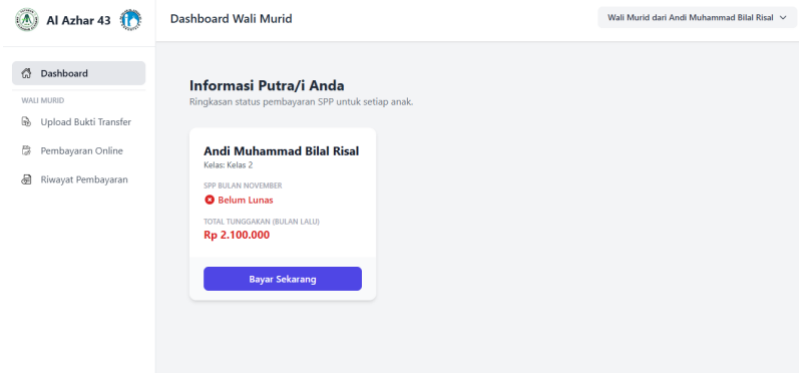 Al Azhar 43
Dashboard Wali Murid
Wali Murid dari Andi Muhammad Bilal Risal
Dashboard
WALI MURID
Upload Bukti Transfer
Pembayaran Online
Riwayat Pembayaran
Informasi Putra/i Anda
Ringkasan status pembayaran SPP untuk setiap anak.
Andi Muhammad Bilal Risal
Kelas: Kelas 2
SPP BULAN NOVEMBER
Belum Lunas
TOTAL TUNGGAKAN (BULAN LALU)
Rp 2.100.000
Bayar Sekarang